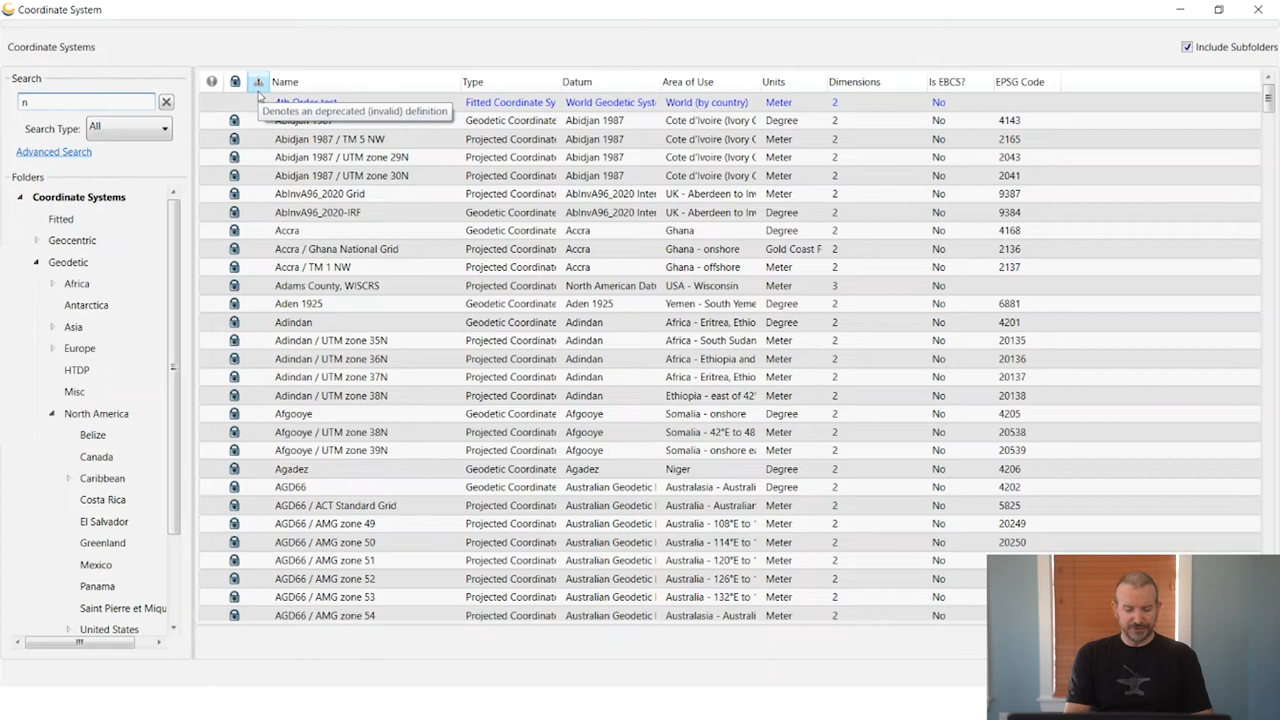 Coordinate System
Coordinate Systems
Include Subfolders
Search
n
Search Type: All
Advanced Search
Folders
Coordinate Systems
Fitted
Geocentric
Geodetic
Africa
Antarctica
Asia
Europe
HTDP
Misc
North America
Belize
Canada
Caribbean
Costa Rica
El Salvador
Greenland
Mexico
Panama
Saint Pierre et Miqu
United States
Name Type Datum Area of Use Units Dimensions Is EBCS? EPSG Code
4th Order test Fitted Coordinate Sy World Geodetic Syst World (by country) Meter 2 No
Denotes an deprecated (invalid) definition
Abidjan 1987 Geodetic Coordinate Abidjan 1987 Cote d'Ivoire (Ivory C Degree 2 No 4143
Abidjan 1987 / TM 5 NW Projected Coordinate Abidjan 1987 Cote d'Ivoire (Ivory C Meter 2 No 2165
Abidjan 1987 / UTM zone 29N Projected Coordinate Abidjan 1987 Cote d'Ivoire (Ivory C Meter 2 No 2043
Abidjan 1987 / UTM zone 30N Projected Coordinate Abidjan 1987 Cote d'Ivoire (Ivory C Meter 2 No 2041
AbInvA96_2020 Grid Projected Coordinate AbInvA96_2020 Inter UK - Aberdeen to Inv Meter 2 No 9387
AbInvA96_2020-IRF Geodetic Coordinate AbInvA96_2020 Inter UK - Aberdeen to Inv Degree 2 No 9384
Accra Geodetic Coordinate Accra Ghana Degree 2 No 4168
Accra / Ghana National Grid Projected Coordinate Accra Ghana - onshore Gold Coast F 2 No 2136
Accra / TM 1 NW Projected Coordinate Accra Ghana - offshore Meter 2 No 2137
Adams County, WISCRS Projected Coordinate North American Date USA - Wisconsin Meter 3 No
Aden 1925 Geodetic Coordinate Aden 1925 Yemen - South Yeme Degree 2 No 6881
Adindan Geodetic Coordinate Adindan Africa - Eritrea, Ethio Degree 2 No 4201
Adindan / UTM zone 35N Projected Coordinate Adindan Africa - South Sudan Meter 2 No 20135
Adindan / UTM zone 36N Projected Coordinate Adindan Africa - Ethiopia and Meter 2 No 20136
Adindan / UTM zone 37N Projected Coordinate Adindan Africa - Eritrea, Ethio Meter 2 No 20137
Adindan / UTM zone 38N Projected Coordinate Adindan Ethiopia - east of 42° Meter 2 No 20138
Afgooye Geodetic Coordinate Afgooye Somalia - onshore Degree 2 No 4205
Afgooye / UTM zone 38N Projected Coordinate Afgooye Somalia - 42°E to 48 Meter 2 No 20538
Afgooye / UTM zone 39N Projected Coordinate Afgooye Somalia - onshore ea Meter 2 No 20539
Agadez Geodetic Coordinate Agadez Niger Degree 2 No 4206
AGD66 Geodetic Coordinate Australian Geodetic Australasia - Australi Degree 2 No 4202
AGD66 / ACT Standard Grid Projected Coordinate Australian Geodetic Australasia - Australian Meter 2 No 5825
AGD66 / AMG zone 49 Projected Coordinate Australian Geodetic Australia - 108°E to Meter 2 No 20249
AGD66 / AMG zone 50 Projected Coordinate Australian Geodetic Australia - 114°E to Meter 2 No 20250
AGD66 / AMG zone 51 Projected Coordinate Australian Geodetic Australia - 120°E to Meter 2 No
AGD66 / AMG zone 52 Projected Coordinate Australian Geodetic Australia - 126°E to Meter 2 No
AGD66 / AMG zone 53 Projected Coordinate Australian Geodetic Australia - 132°E to Meter 2 No
AGD66 / AMG zone 54 Projected Coordinate Australian Geodetic Australasia - Australi Meter 2 No